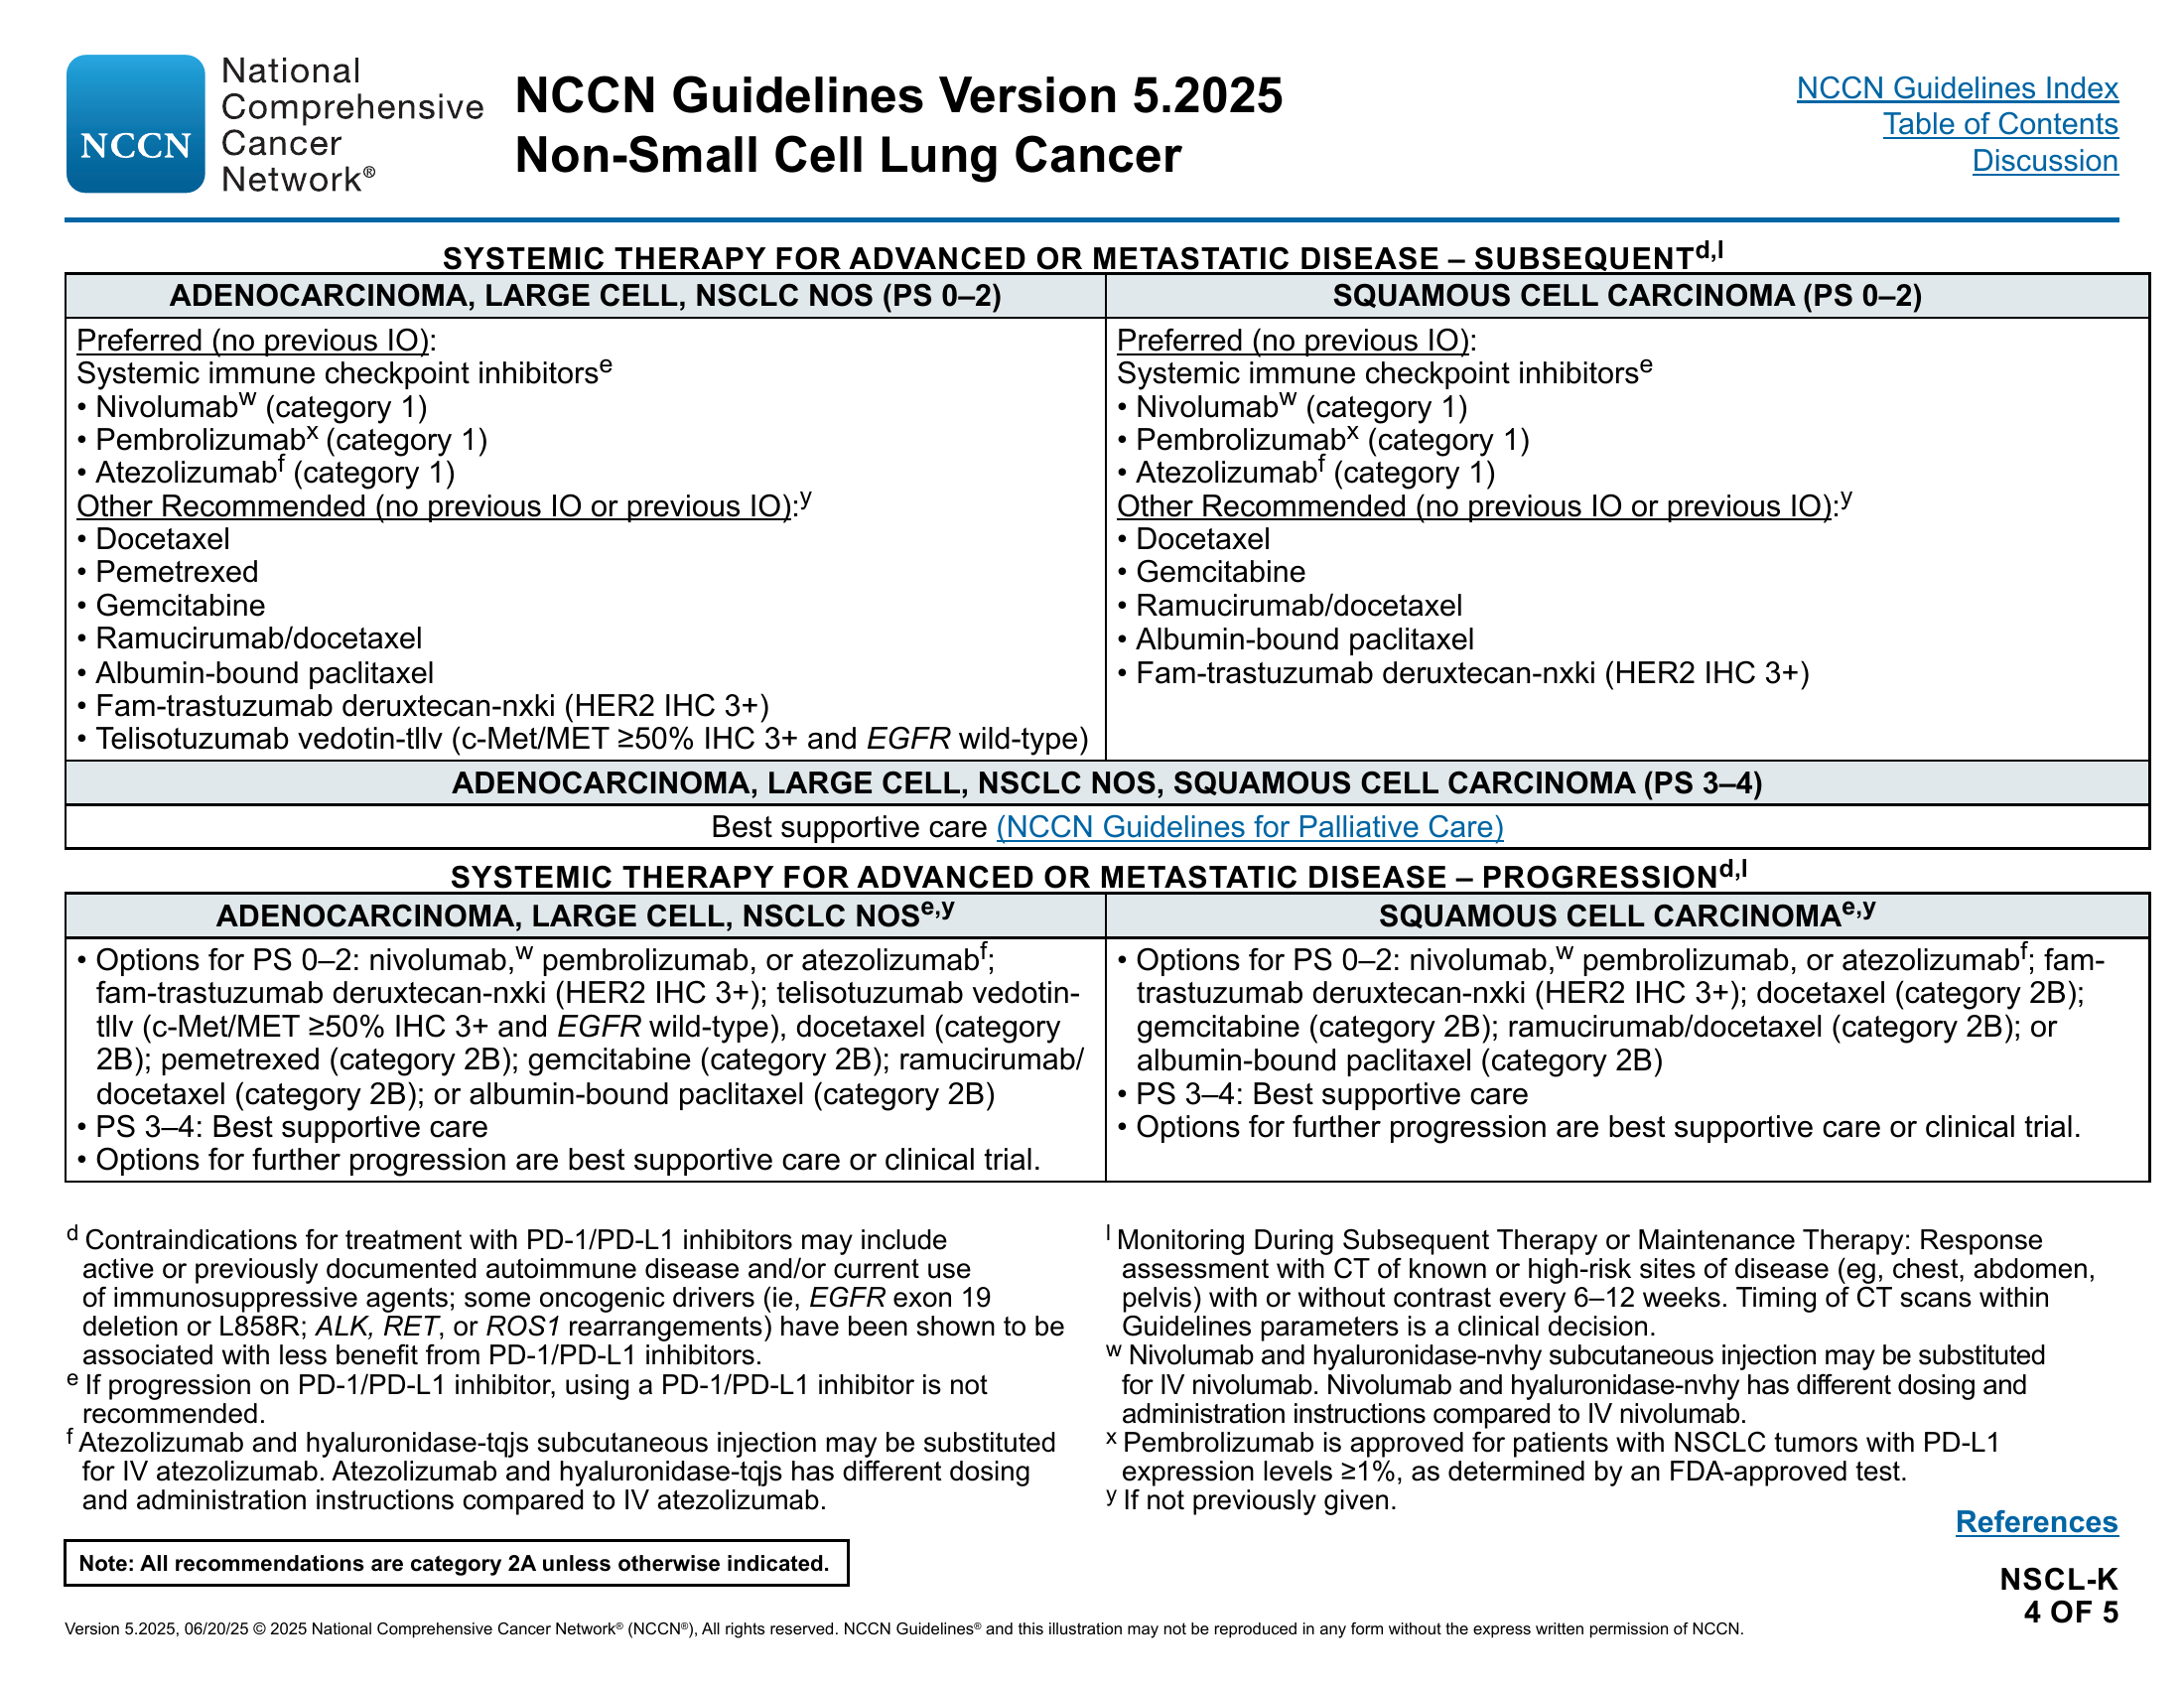 National
Comprehensive
Cancer
Network®
NCCN
NCCN Guidelines Version 5.2025
Non-Small Cell Lung Cancer
NCCN Guidelines Index
Table of Contents
Discussion
SYSTEMIC THERAPY FOR ADVANCED OR METASTATIC DISEASE – SUBSEQUENTd,l
ADENOCARCINOMA, LARGE CELL, NSCLC NOS (PS 0–2)
Preferred (no previous IO):
Systemic immune checkpoint inhibitorse
• Nivolumabw (category 1)
• Pembrolizumabx (category 1)
• Atezolizumabf (category 1)
Other Recommended (no previous IO or previous IO):y
• Docetaxel
• Pemetrexed
• Gemcitabine
• Ramucirumab/docetaxel
• Albumin-bound paclitaxel
• Fam-trastuzumab deruxtecan-nxki (HER2 IHC 3+)
• Telisotuzumab vedotin-tllv (c-Met/MET ≥50% IHC 3+ and EGFR wild-type)
SQUAMOUS CELL CARCINOMA (PS 0–2)
Preferred (no previous IO):
Systemic immune checkpoint inhibitorse
• Nivolumabw (category 1)
• Pembrolizumabx (category 1)
• Atezolizumabf (category 1)
Other Recommended (no previous IO or previous IO):y
• Docetaxel
• Gemcitabine
• Ramucirumab/docetaxel
• Albumin-bound paclitaxel
• Fam-trastuzumab deruxtecan-nxki (HER2 IHC 3+)
ADENOCARCINOMA, LARGE CELL, NSCLC NOS, SQUAMOUS CELL CARCINOMA (PS 3–4)
Best supportive care (NCCN Guidelines for Palliative Care)
SYSTEMIC THERAPY FOR ADVANCED OR METASTATIC DISEASE – PROGRESSIONd,l
ADENOCARCINOMA, LARGE CELL, NSCLC NOSe,y
• Options for PS 0–2: nivolumab,w pembrolizumab, or atezolizumabf;
fam-trastuzumab deruxtecan-nxki (HER2 IHC 3+); telisotuzumab vedotin-
tllv (c-Met/MET ≥50% IHC 3+ and EGFR wild-type), docetaxel (category
2B); pemetrexed (category 2B); gemcitabine (category 2B); ramucirumab/
docetaxel (category 2B); or albumin-bound paclitaxel (category 2B)
• PS 3–4: Best supportive care
• Options for further progression are best supportive care or clinical trial.
SQUAMOUS CELL CARCINOMAe,y
• Options for PS 0–2: nivolumab,w pembrolizumab, or atezolizumabf; fam-
trastuzumab deruxtecan-nxki (HER2 IHC 3+); docetaxel (category 2B);
gemcitabine (category 2B); ramucirumab/docetaxel (category 2B); or
albumin-bound paclitaxel (category 2B)
• PS 3–4: Best supportive care
• Options for further progression are best supportive care or clinical trial.
d Contraindications for treatment with PD-1/PD-L1 inhibitors may include
active or previously documented autoimmune disease and/or current use
of immunosuppressive agents; some oncogenic drivers (ie, EGFR exon 19
deletion or L858R; ALK, RET, or ROS1 rearrangements) have been shown to be
associated with less benefit from PD-1/PD-L1 inhibitors.
e If progression on PD-1/PD-L1 inhibitor, using a PD-1/PD-L1 inhibitor is not
recommended.
f Atezolizumab and hyaluronidase-tqjs subcutaneous injection may be substituted
for IV atezolizumab. Atezolizumab and hyaluronidase-tqjs has different dosing
and administration instructions compared to IV atezolizumab.
l Monitoring During Subsequent Therapy or Maintenance Therapy: Response
assessment with CT of known or high-risk sites of disease (eg, chest, abdomen,
pelvis) with or without contrast every 6–12 weeks. Timing of CT scans within
Guidelines parameters is a clinical decision.
w Nivolumab and hyaluronidase-nvhy subcutaneous injection may be substituted
for IV nivolumab. Nivolumab and hyaluronidase-nvhy has different dosing and
administration instructions compared to IV nivolumab.
x Pembrolizumab is approved for patients with NSCLC tumors with PD-L1
expression levels ≥1%, as determined by an FDA-approved test.
y If not previously given.
References
Note: All recommendations are category 2A unless otherwise indicated.
NSCL-K
4 OF 5
Version 5.2025, 06/20/25 © 2025 National Comprehensive Cancer Network® (NCCN®), All rights reserved. NCCN Guidelines® and this illustration may not be reproduced in any form without the express written permission of NCCN.